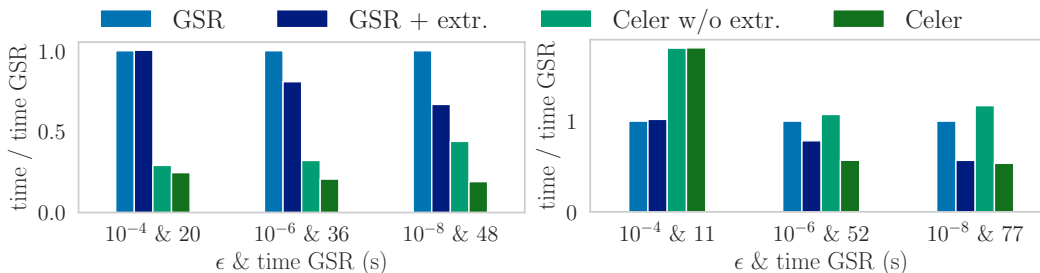 GSR GSR + extr. Celer w/o extr. Celer
time / time GSR
1.0
0.5
0.0
10⁻⁴ & 20 10⁻⁶ & 36 10⁻⁸ & 48
ϵ & time GSR (s)
time / time GSR
1
0
10⁻⁴ & 11 10⁻⁶ & 52 10⁻⁸ & 77
ϵ & time GSR (s)